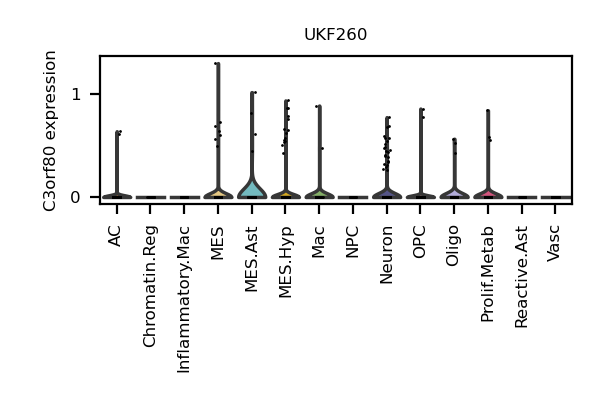 UKF260
C3orf80 expression
1
0
AC
Chromatin.Reg
Inflammatory.Mac
MES
MES.Ast
MES.Hyp
Mac
NPC
Neuron
OPC
Oligo
Prolif.Metab
Reactive.Ast
Vasc